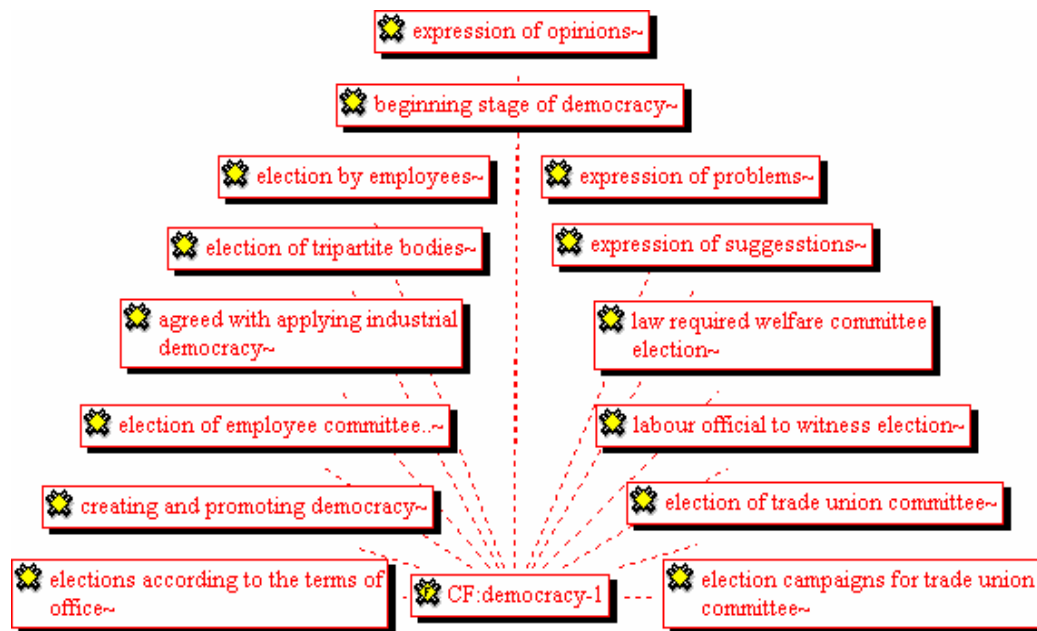 expression of opinions~
beginning stage of democracy~
election by employees~
expression of problems~
election of tripartite bodies~
expression of suggesstions~
agreed with applying industrial
democracy~
law required welfare committee
election~
election of employee committee..~
labour official to witness election~
creating and promoting democracy~
election of trade union committee~
elections according to the terms of
office~
CF:democracy-1
election campaigns for trade union
committee~